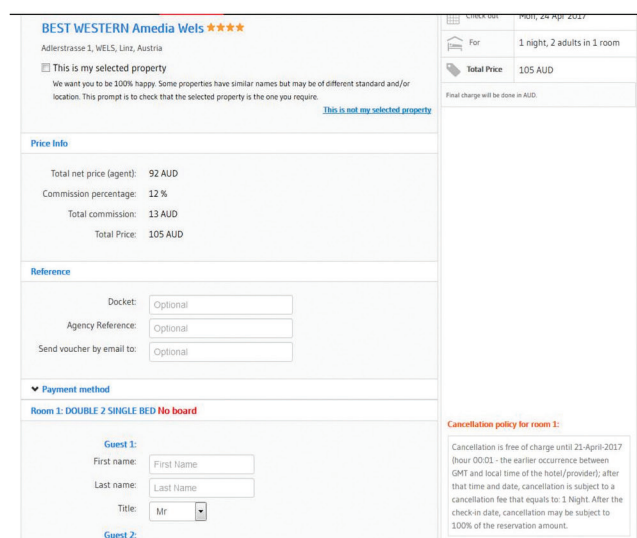 BEST WESTERN Amedia Wels
Adlerstrasse 1, WELS, Linz, Austria
This is my selected property
We want you to be 100% happy. Some properties have similar names but may be of different standard and/or
location. This prompt is to check that the selected property is the one you require.
This is not my selected property
Price Info
Total net price (agent): 92 AUD
Commission percentage: 12 %
Total commission: 13 AUD
Total Price: 105 AUD
Reference
Docket: Optional
Agency Reference: Optional
Send voucher by email to: Optional
Payment method
Room 1: DOUBLE 2 SINGLE BED No board
Guest 1:
First name: First Name
Last name: Last Name
Title: Mr
Guest 2:
Check out Mon, 24 Apr 2017
For 1 night, 2 adults in 1 room
Total Price 105 AUD
Final charge will be done in AUD.
Cancellation policy for room 1:
Cancellation is free of charge until 21-April-2017
(hour 00:01 - the earlier occurrence between
GMT and local time of the hotel/provider); after
that time and date, cancellation is subject to a
cancellation fee that equals to: 1 Night. After the
check-in date, cancellation may be subject to
100% of the reservation amount.